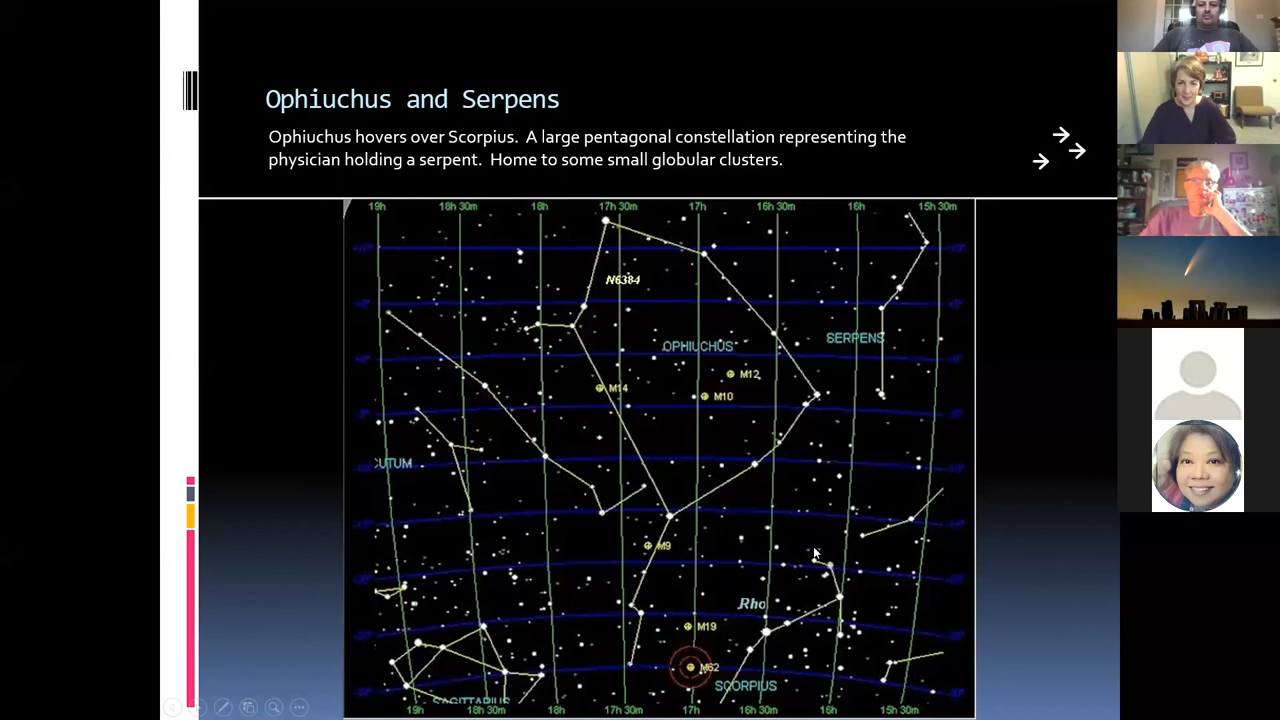 Ophiuchus and Serpens
Ophiuchus hovers over Scorpius. A large pentagonal constellation representing the
physician holding a serpent. Home to some small globular clusters.
19h 18h 30m 18h 17h 30m 17h 16h 30m 16h 15h 30m
N6384
OPHIUCHUS
SERPENS
M12
M14
M10
UTUM
M9
Rho
M19
M62
SCORPIUS
SAGITTARIUS
19h 18h 30m 18h 17h 30m 17h 16h 30m 16h 15h 30m